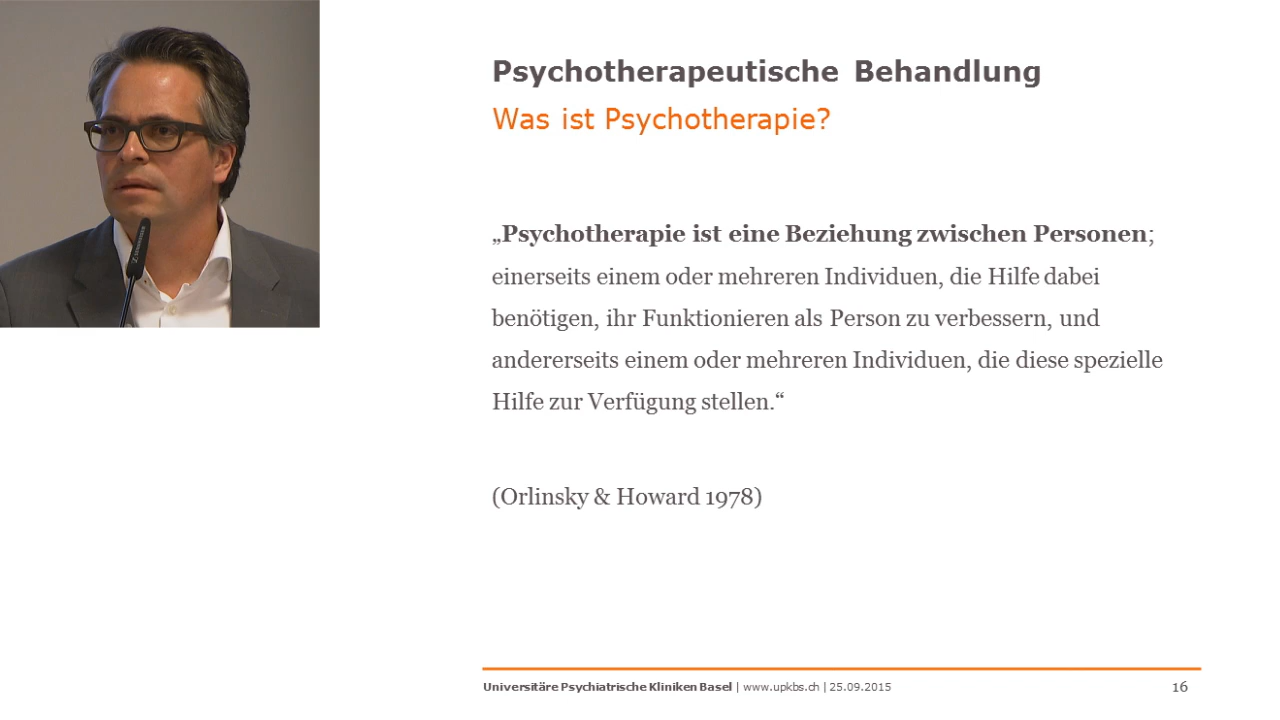 Psychotherapeutische Behandlung
Was ist Psychotherapie?
„Psychotherapie ist eine Beziehung zwischen Personen;
einerseits einem oder mehreren Individuen, die Hilfe dabei
benötigen, ihr Funktionieren als Person zu verbessern, und
andererseits einem oder mehreren Individuen, die diese spezielle
Hilfe zur Verfügung stellen.“
(Orlinsky & Howard 1978)
Universitäre Psychiatrische Kliniken Basel | www.upkbs.ch | 25.09.2015
16